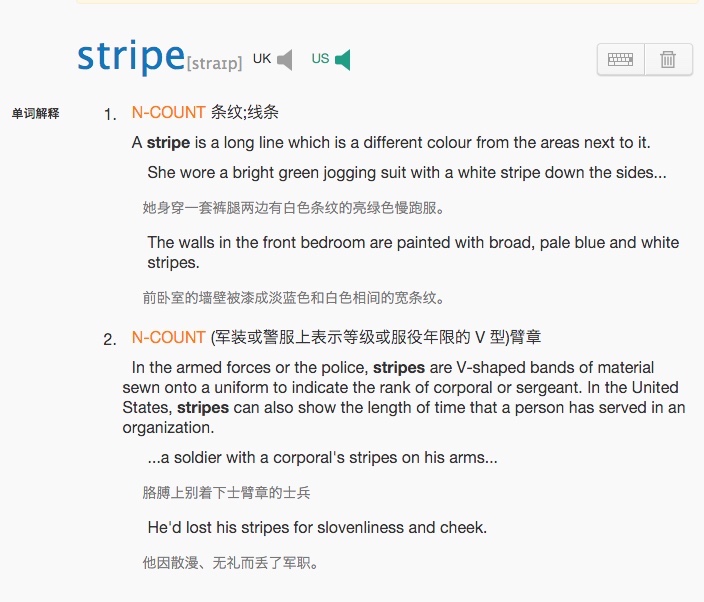 stripe[straɪp] UK US
单词解释
1. N-COUNT 条纹;线条
A stripe is a long line which is a different colour from the areas next to it.
She wore a bright green jogging suit with a white stripe down the sides...
她身穿一套裤腿两边有白色条纹的亮绿色慢跑服。
The walls in the front bedroom are painted with broad, pale blue and white
stripes.
前卧室的墙壁被漆成淡蓝色和白色相间的宽条纹。
2. N-COUNT (军装或警服上表示等级或服役年限的 V 型)臂章
In the armed forces or the police, stripes are V-shaped bands of material
sewn onto a uniform to indicate the rank of corporal or sergeant. In the United
States, stripes can also show the length of time that a person has served in an
organization.
...a soldier with a corporal's stripes on his arms...
胳膊上别着下士臂章的士兵
He'd lost his stripes for slovenliness and cheek.
他因散漫、无礼而丢了军职。